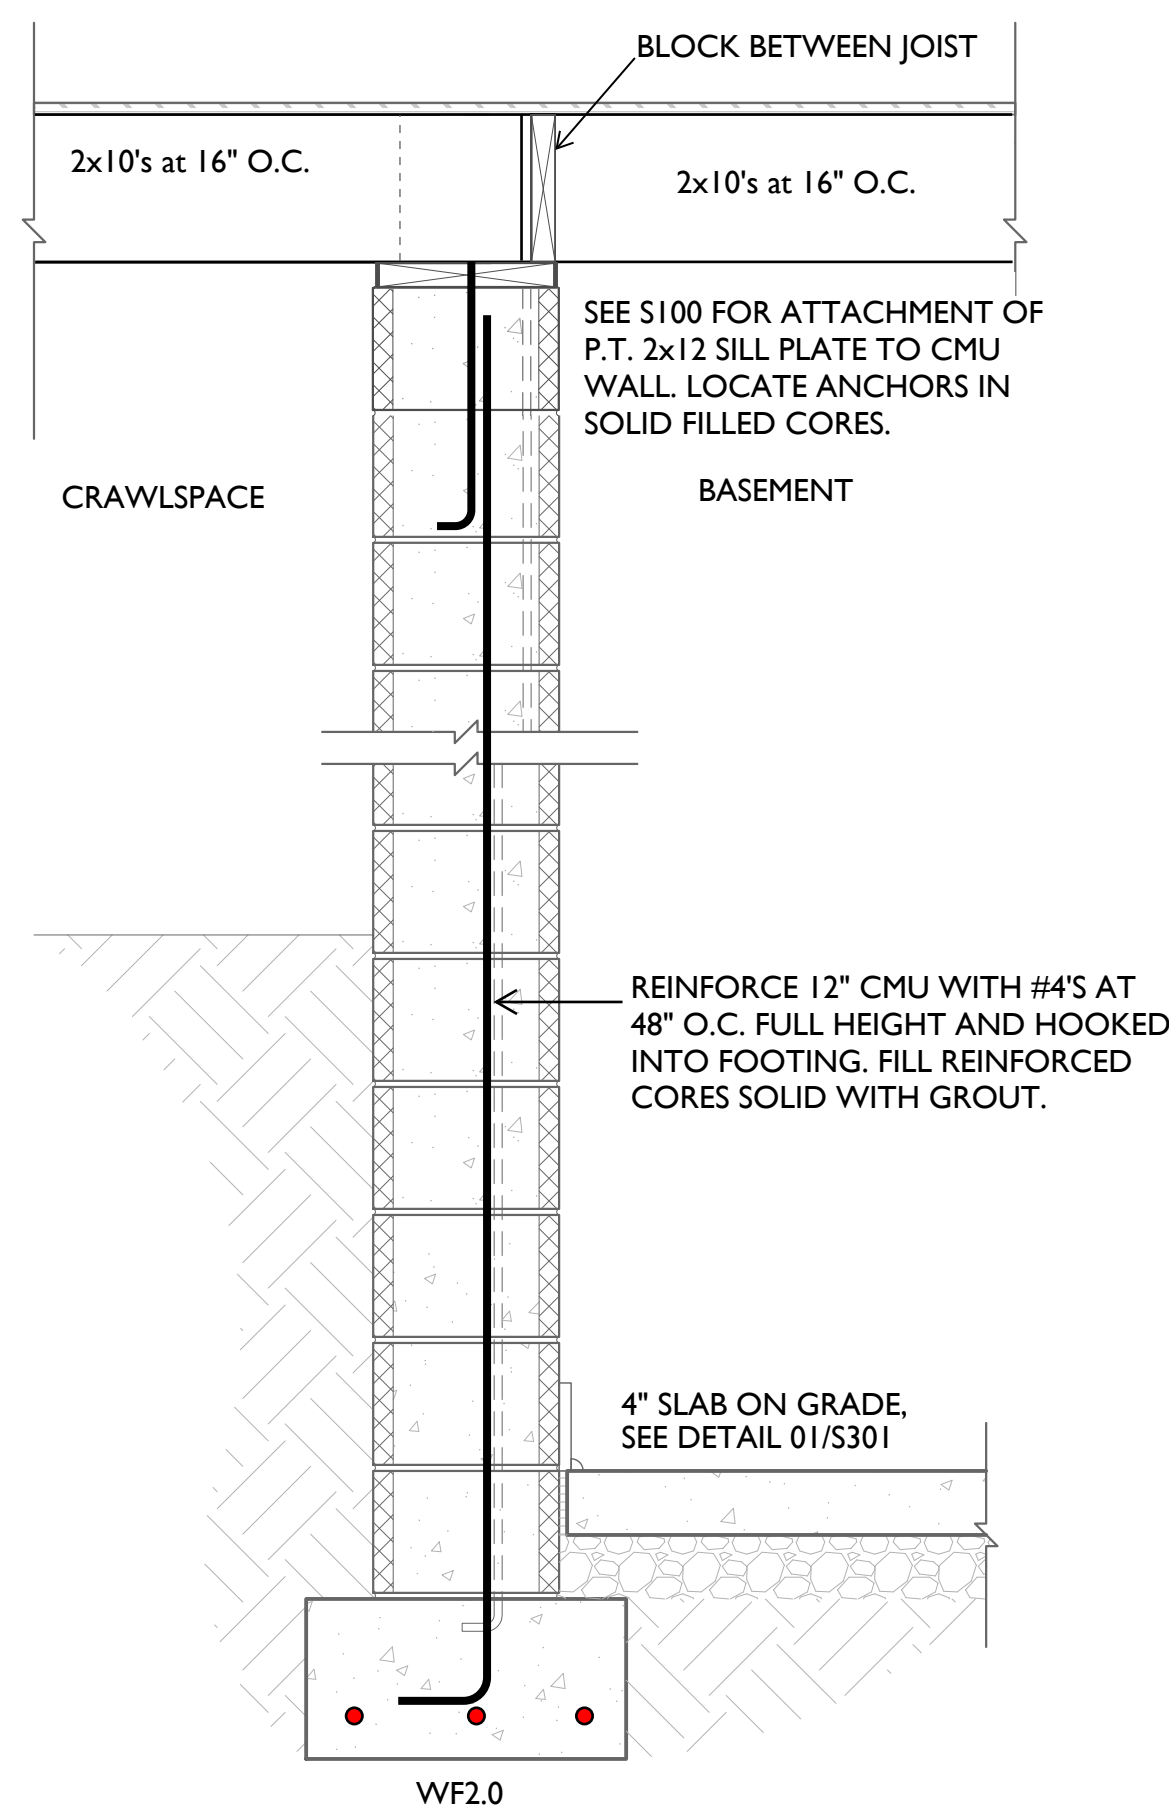 BLOCK BETWEEN JOIST
2x10's at 16" O.C.
2x10's at 16" O.C.
SEE S100 FOR ATTACHMENT OF
P.T. 2x12 SILL PLATE TO CMU
WALL. LOCATE ANCHORS IN
SOLID FILLED CORES.
CRAWLSPACE
BASEMENT
REINFORCE 12" CMU WITH #4'S AT
48" O.C. FULL HEIGHT AND HOOKED
INTO FOOTING. FILL REINFORCED
CORES SOLID WITH GROUT.
4" SLAB ON GRADE,
SEE DETAIL 01/S301
WF2.0